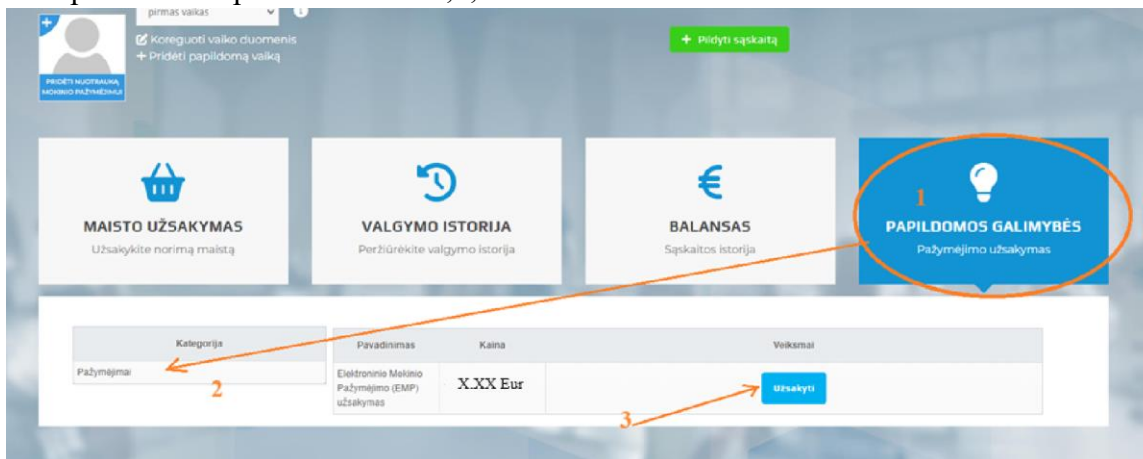 pirmas vaikas
i
Koreguoti vaiko duomenis
+ Pridėti papildomą vaiką
+ Pildyti sąskaitą
PRIDĖTI NUOTRAUKĄ
MOKINIO PAŽYMĖJIMUI
MAISTO UŽSAKYMAS
Užsakykite norimą maistą
VALGYMO ISTORIJA
Peržiūrėkite valgymo istorija
€
BALANSAS
Sąskaitos istorija
1
PAPILDOMOS GALIMYBĖS
Pažymėjimo užsakymas
Kategorija
Pavadinimas
Kaina
Veiksmai
Pažymėjimai
2
Elektroninio Mokinio
Pažymėjimo (EMP)
užsakymas
X.XX Eur
Užsakyti
3